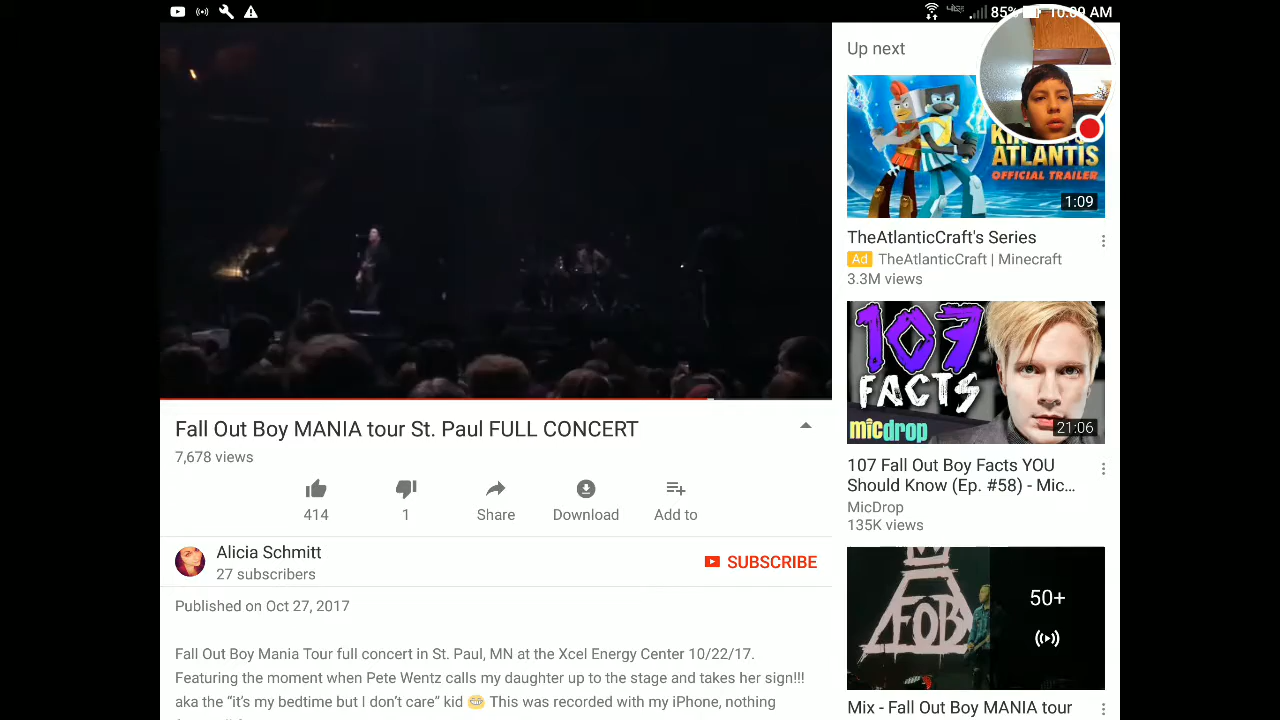 85% 10:09 AM
Up next
ATLANTIS
OFFICIAL TRAILER
1:09
TheAtlanticCraft's Series
Ad TheAtlanticCraft | Minecraft
3.3M views
107
FACTS
micdrop
21:06
107 Fall Out Boy Facts YOU
Should Know (Ep. #58) - Mic...
MicDrop
135K views
FOB
50+
Mix - Fall Out Boy MANIA tour
Fall Out Boy MANIA tour St. Paul FULL CONCERT
7,678 views
414
1
Share
Download
Add to
Alicia Schmitt
27 subscribers
SUBSCRIBE
Published on Oct 27, 2017
Fall Out Boy Mania Tour full concert in St. Paul, MN at the Xcel Energy Center 10/22/17.
Featuring the moment when Pete Wentz calls my daughter up to the stage and takes her sign!!!
aka the "it's my bedtime but I don't care" kid 😁 This was recorded with my iPhone, nothing